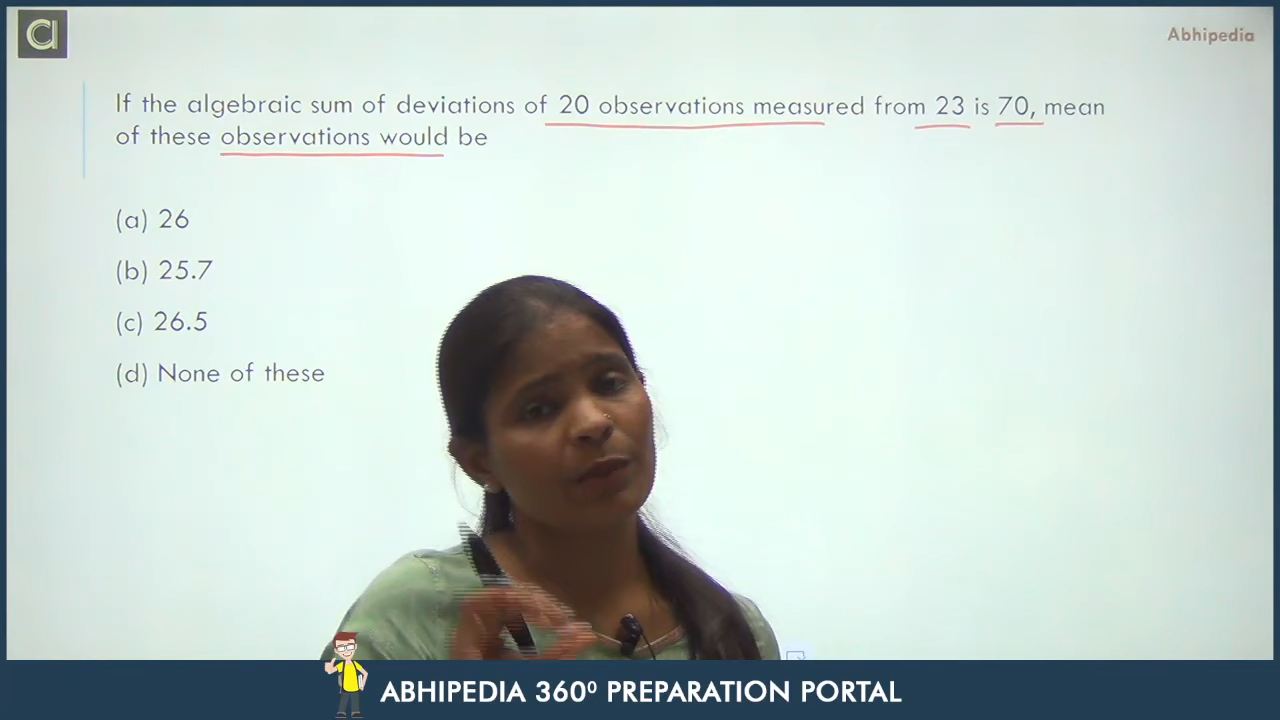 Abhipedia
If the algebraic sum of deviations of 20 observations measured from 23 is 70, mean
of these observations would be
(a) 26
(b) 25.7
(c) 26.5
(d) None of these
ABHIPEDIA 360⁰ PREPARATION PORTAL